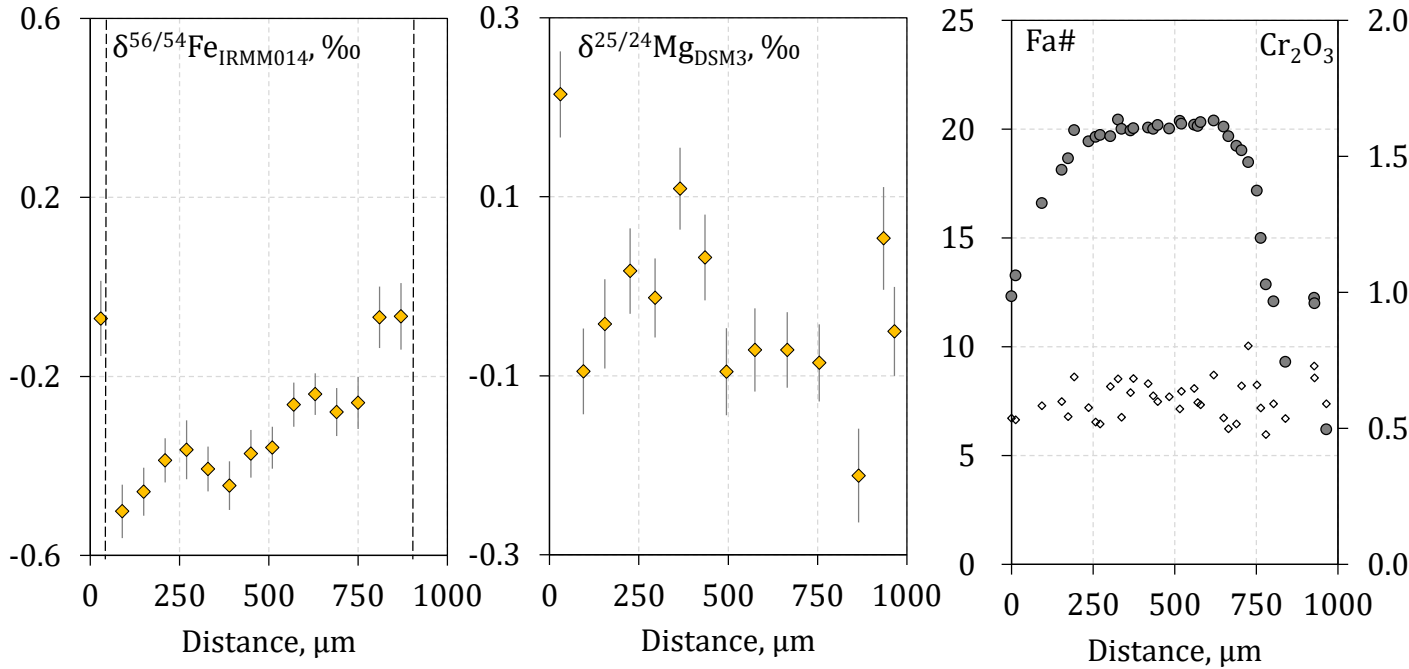 δ56/54FeIRMM014, ‰
0.6
0.2
-0.2
-0.6
0 250 500 750 1000
Distance, µm
δ25/24MgDSM3, ‰
0.3
0.1
-0.1
-0.3
0 250 500 750 1000
Distance, µm
Fa# Cr2O3
25
20
15
10
5
0
2.0
1.5
1.0
0.5
0.0
0 250 500 750 1000
Distance, µm